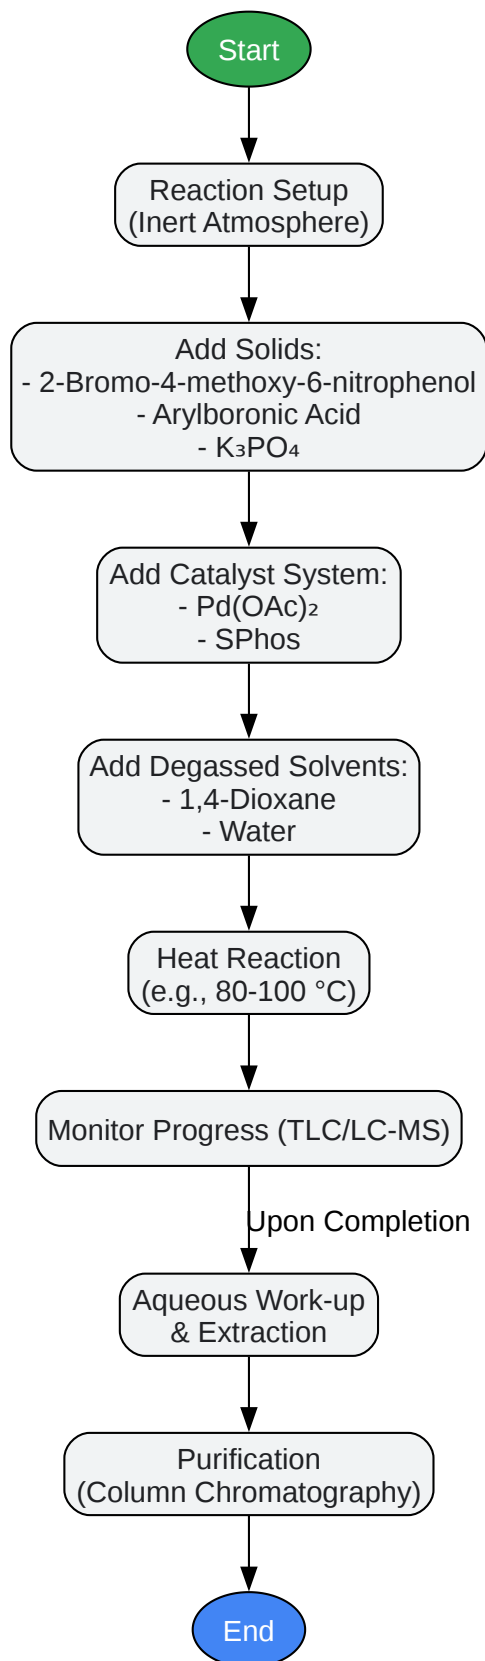 Start
Reaction Setup
(Inert Atmosphere)
Add Solids:
- 2-Bromo-4-methoxy-6-nitrophenol
- Arylboronic Acid
- K₃PO₄
Add Catalyst System:
- Pd(OAc)₂
- SPhos
Add Degassed Solvents:
- 1,4-Dioxane
- Water
Heat Reaction
(e.g., 80-100 °C)
Monitor Progress (TLC/LC-MS)
Upon Completion
Aqueous Work-up
& Extraction
Purification
(Column Chromatography)
End